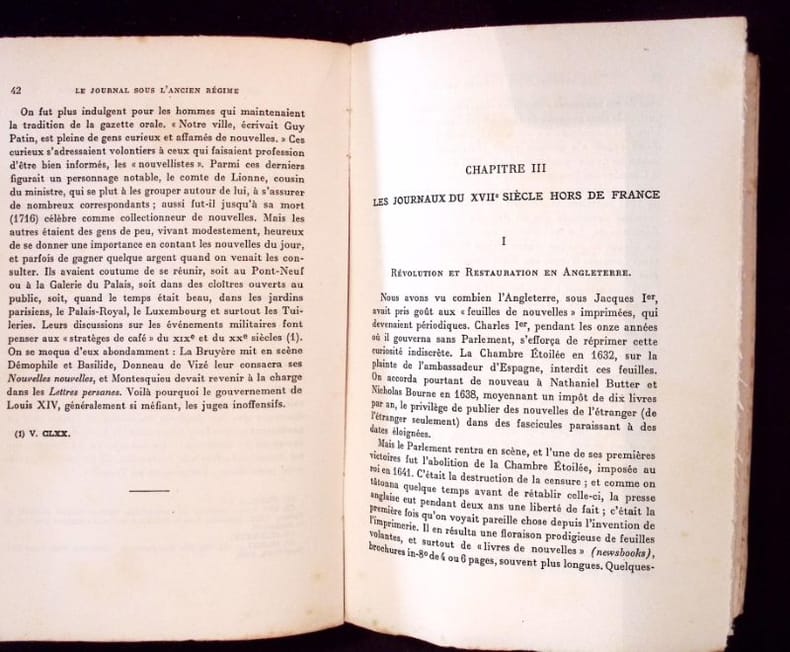 42 LE JOURNAL SOUS L'ANCIEN RÉGIME
On fut plus indulgent pour les hommes qui maintenaient
la tradition de la gazette orale. « Notre ville, écrivait Guy
Patin, est pleine de gens curieux et affamés de nouvelles. » Ces
curieux s'adressaient volontiers à ceux qui faisaient profession
d'être bien informés, les « nouvellistes ». Parmi ces derniers
figurait un personnage notable, le comte de Lionne, cousin
du ministre, qui se plut à les grouper autour de lui, à s'assurer
de nombreux correspondants ; aussi fut-il jusqu'à sa mort
(1716) célèbre comme collectionneur de nouvelles. Mais les
autres étaient des gens de peu, vivant modestement, heureux
de se donner une importance en contant les nouvelles du jour,
et parfois de gagner quelque argent quand on venait les con-
sulter. Ils avaient coutume de se réunir, soit au Pont-Neuf
ou à la Galerie du Palais, soit dans des cloîtres ouverts au
public, soit, quand le temps était beau, dans les jardins
parisiens, le Palais-Royal, le Luxembourg et surtout les Tui-
leries. Leurs discussions sur les événements militaires font
penser aux « stratèges de café » du XIXe et du XXe siècles (1).
On se moqua d'eux abondamment : La Bruyère mit en scène
Démophile et Basilide, Donneau de Vizé leur consacra ses
Nouvelles nouvelles, et Montesquieu devait revenir à la charge
dans les Lettres persanes. Voilà pourquoi le gouvernement de
Louis XIV, généralement si méfiant, les jugea inoffensifs.
(1) V. CLXX.
CHAPITRE III
LES JOURNAUX DU XVIIe SIÈCLE HORS DE FRANCE
I
RÉVOLUTION ET RESTAURATION EN ANGLETERRE.
Nous avons vu combien l'Angleterre, sous Jacques Ier,
avait pris goût aux « feuilles de nouvelles » imprimées, qui
devenaient périodiques. Charles Ier, pendant les onze années
où il gouverna sans Parlement, s'efforça de réprimer cette
curiosité indiscrète. La Chambre Étoilée en 1632, sur la
plainte de l'ambassadeur d'Espagne, interdit ces feuilles.
On accorda pourtant de nouveau à Nathaniel Butter et
Nicholas Bourne en 1638, moyennant un impôt de dix livres
par an, le privilège de publier des nouvelles de l'étranger (de
l'étranger seulement) dans des fascicules paraissant à des
dates éloignées.
Mais le Parlement rentra en scène, et l'une de ses premières
victoires fut l'abolition de la Chambre Étoilée, imposée au
roi en 1641. C'était la destruction de la censure ; et comme on
tâtonna quelque temps avant de rétablir celle-ci, la presse
anglaise eut pendant deux ans une liberté de fait ; c'était la
première fois qu'on voyait pareille chose depuis l'invention de
l'imprimerie. Il en résulta une floraison prodigieuse de feuilles
volantes, et surtout de « livres de nouvelles » (newsbooks),
brochures in-8º de 4 ou 6 pages, souvent plus longues. Quelques-